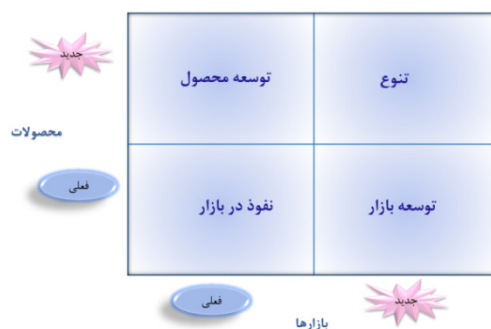 جدید
تنوع
توسعه محصول
محصولات
فعلی
توسعه بازار
نفوذ در بازار
جدید
فعلی
بازارها